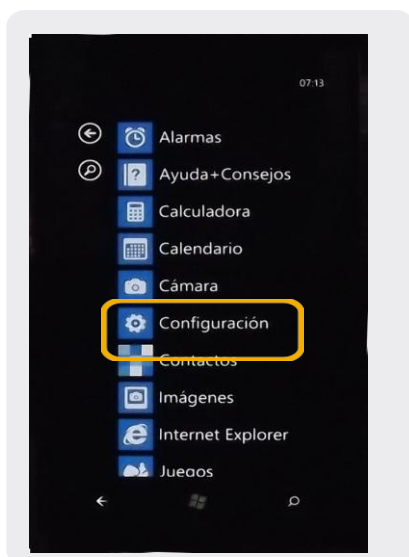 07:13
Alarmas
Ayuda+Consejos
Calculadora
Calendario
Cámara
Configuración
Contactos
Imágenes
Internet Explorer
Juegos